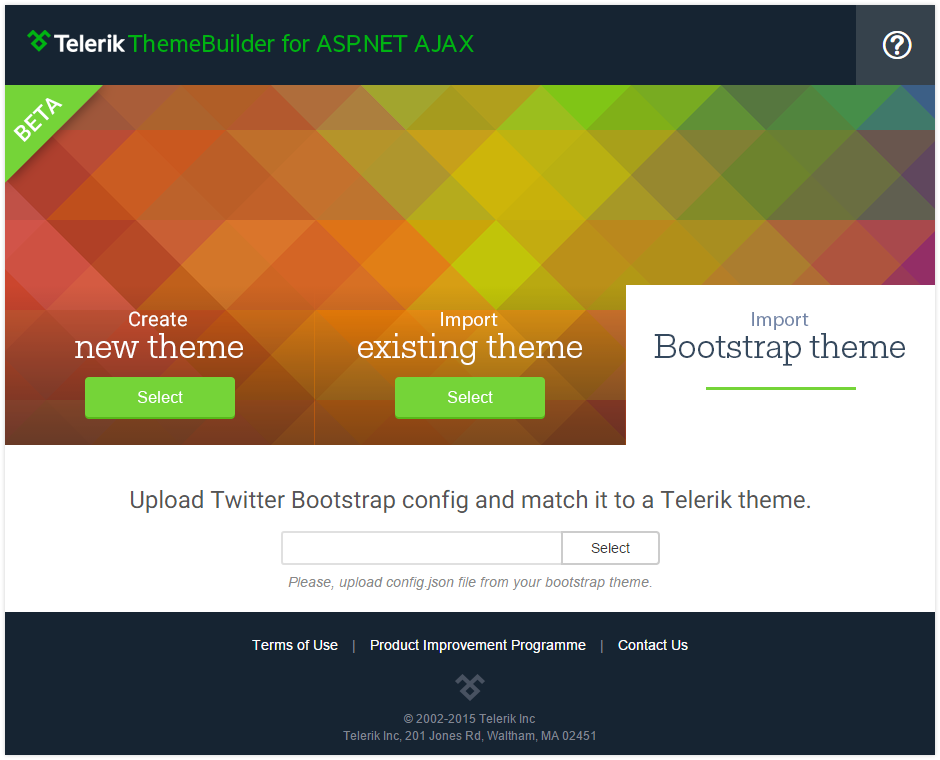 Telerik ThemeBuilder for ASP.NET AJAX
BETA
Create
new theme
Select
Import
existing theme
Select
Import
Bootstrap theme
Upload Twitter Bootstrap config and match it to a Telerik theme.
Select
Please, upload config.json file from your bootstrap theme.
Terms of Use | Product Improvement Programme | Contact Us
© 2002-2015 Telerik Inc
Telerik Inc, 201 Jones Rd, Waltham, MA 02451